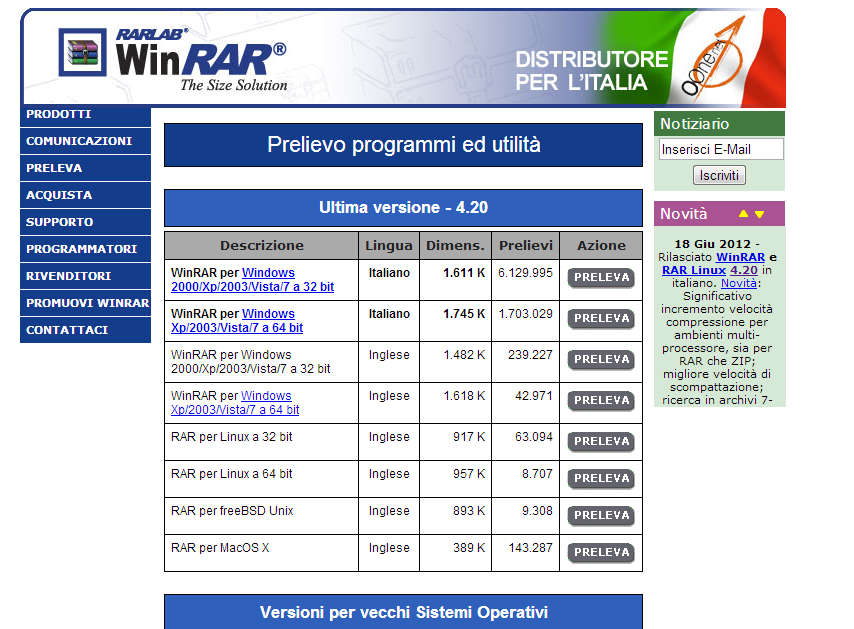 RARLAB®
WinRAR®
The Size Solution
DISTRIBUTORE
PER L'ITALIA
PRODOTTI
COMUNICAZIONI
PRELEVA
ACQUISTA
SUPPORTO
PROGRAMMATORI
RIVENDITORI
PROMUOVI WINRAR
CONTATTACI
Prelievo programmi ed utilità
Ultima versione - 4.20
Descrizione Lingua Dimens. Prelievi Azione
WinRAR per Windows Italiano 1.611 K 6.129.995 PRELEVA
2000/Xp/2003/Vista/7 a 32 bit
WinRAR per Windows Italiano 1.745 K 1.703.029 PRELEVA
Xp/2003/Vista/7 a 64 bit
WinRAR per Windows Inglese 1.482 K 239.227 PRELEVA
2000/Xp/2003/Vista/7 a 32 bit
WinRAR per Windows Inglese 1.618 K 42.971 PRELEVA
Xp/2003/Vista/7 a 64 bit
RAR per Linux a 32 bit Inglese 917 K 63.094 PRELEVA
RAR per Linux a 64 bit Inglese 957 K 8.707 PRELEVA
RAR per freeBSD Unix Inglese 893 K 9.308 PRELEVA
RAR per MacOS X Inglese 389 K 143.287 PRELEVA
Versioni per vecchi Sistemi Operativi
Notiziario
Inserisci E-Mail
Iscriviti
Novità
18 Giu 2012 -
Rilasciato WinRAR e
RAR Linux 4.20 in
italiano. Novità:
Significativo
incremento velocità
compressione per
ambienti multi-
processore, sia per
RAR che ZIP;
migliore velocità di
scompattazione;
ricerca in archivi 7-